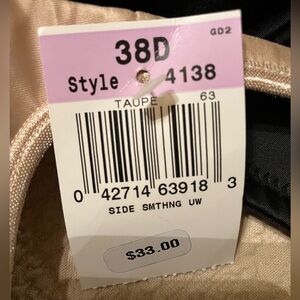 GD2
38D
Style 4138
TAUPE 63
0 42714 63918 3
SIDE SMTHNG UW
$33.00